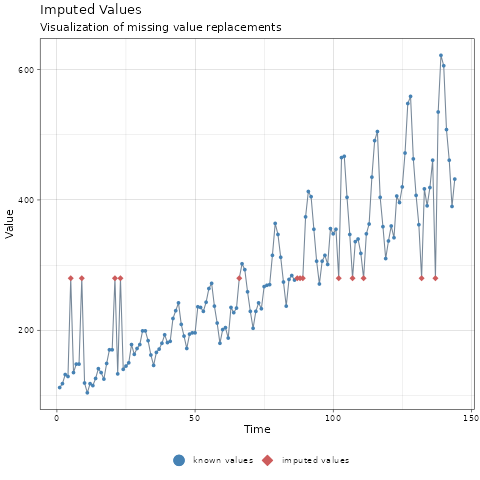 Imputed Values
Visualization of missing value replacements
600
400
200
Value
0
50
100
150
Time
known values
imputed values